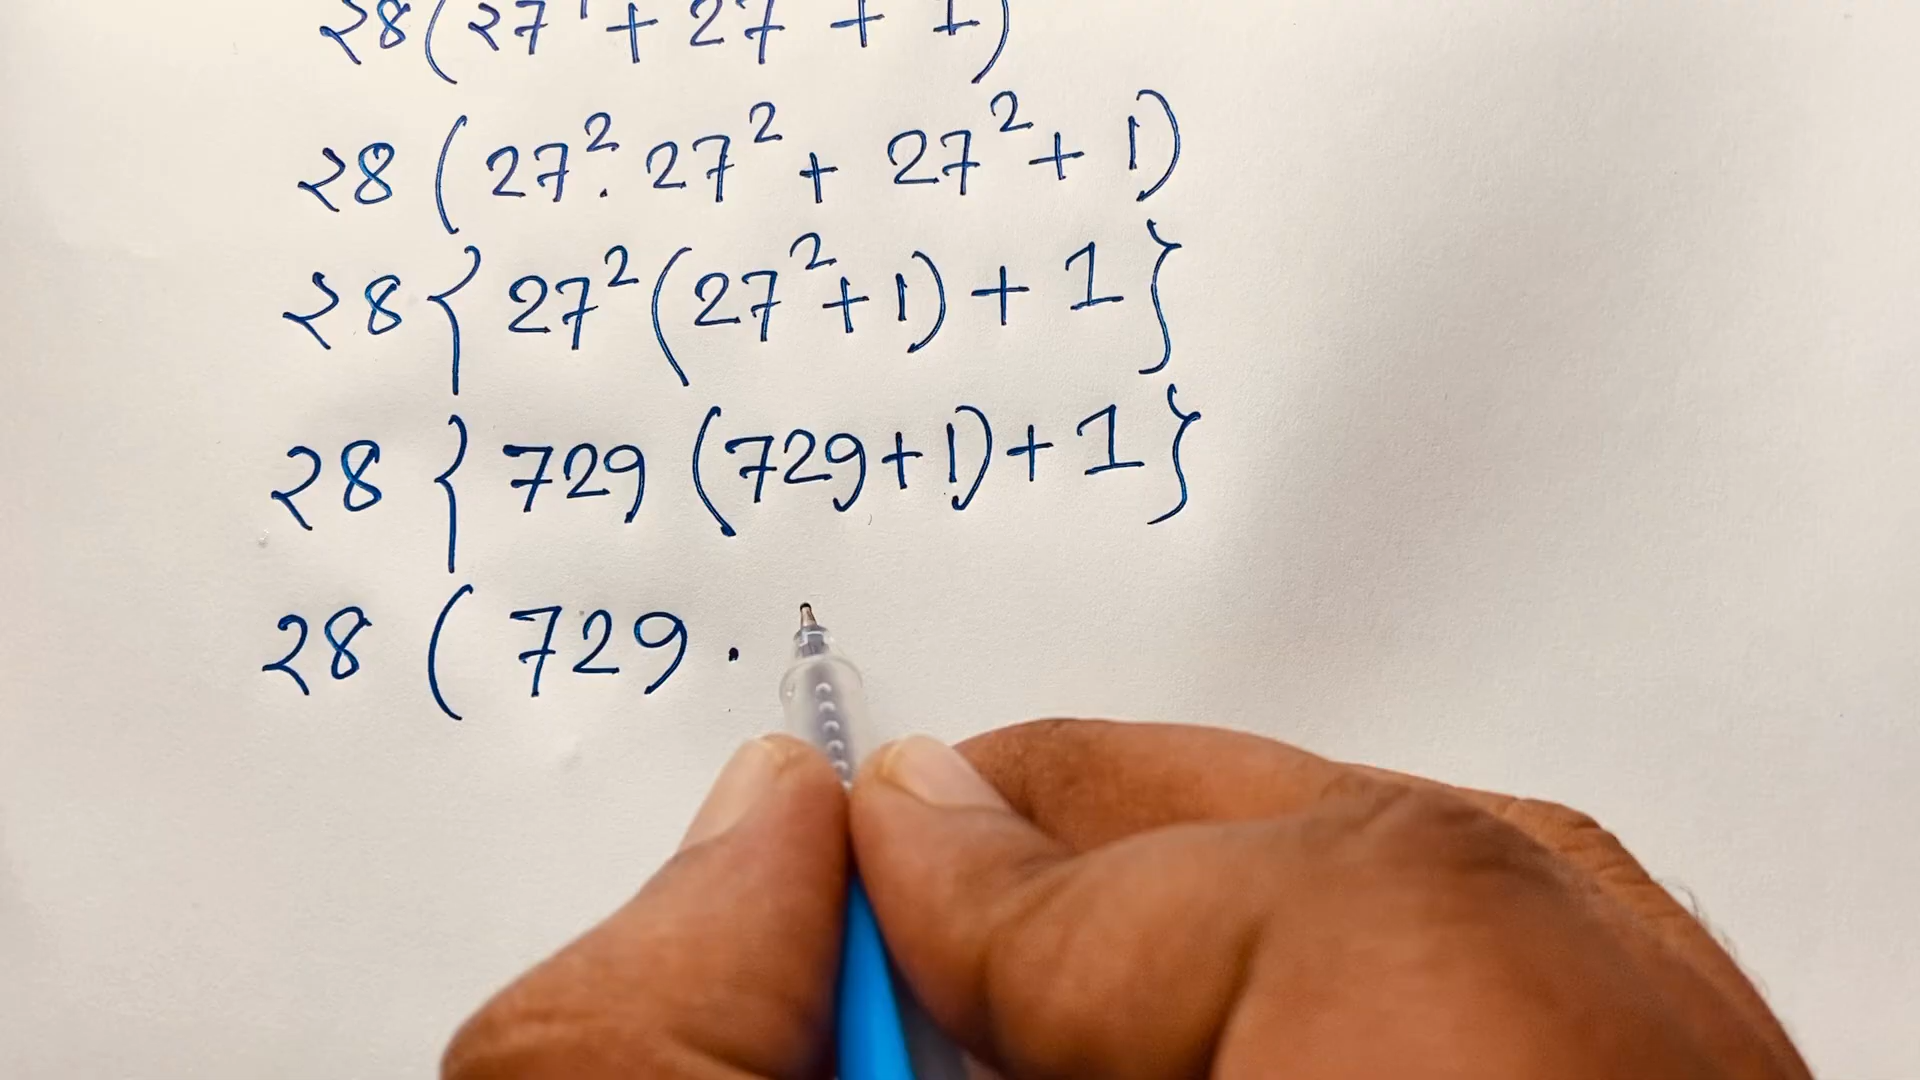 28(27⁴ + 27² + 1)
28 ( 27² . 27² + 27² + 1)
28 { 27² (27² + 1) + 1 }
28 { 729 (729 + 1) + 1 }
28 ( 729 .